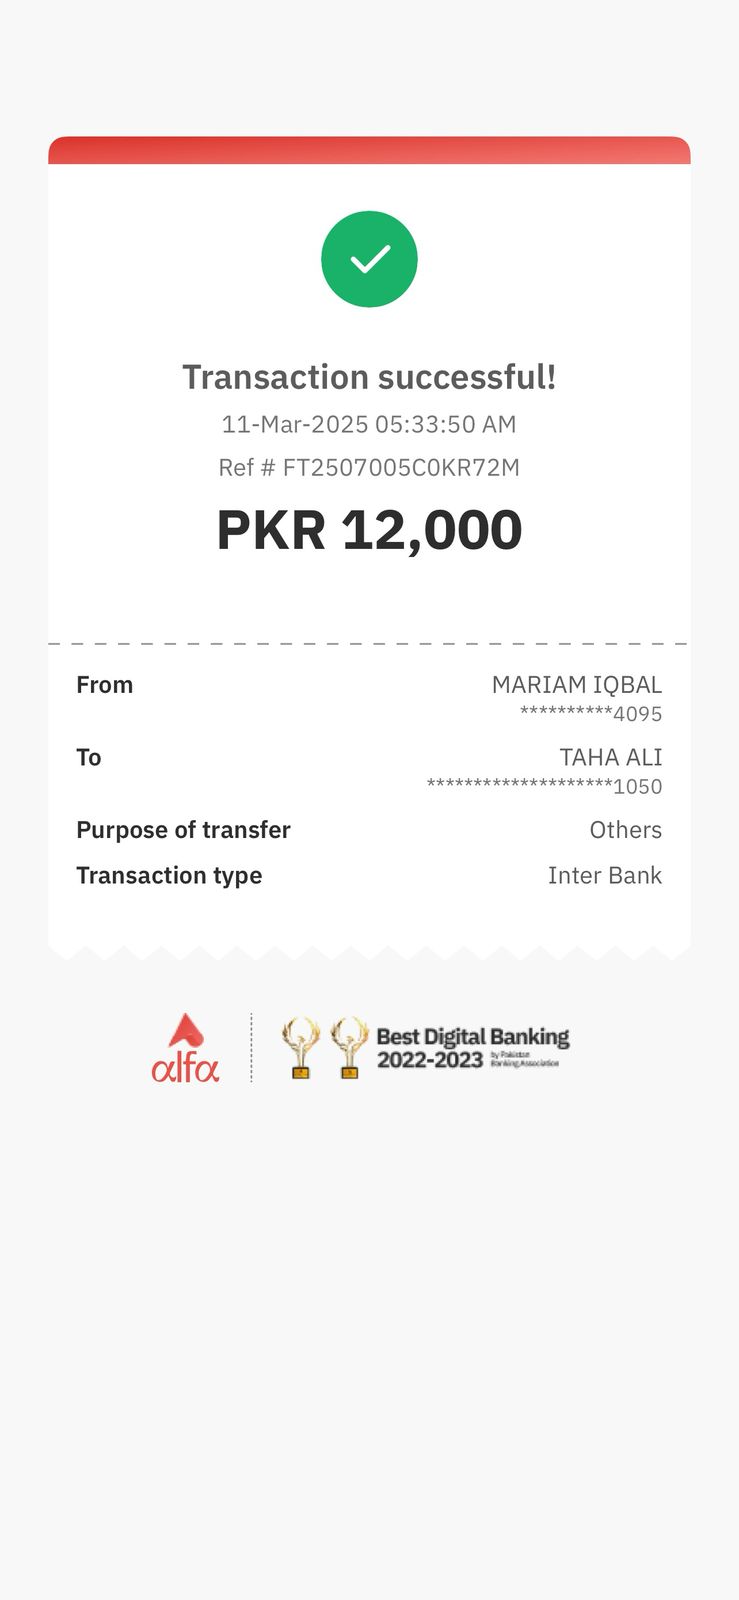 Transaction successful!
11-Mar-2025 05:33:50 AM
Ref # FT2507005C0KR72M
PKR 12,000
From MARIAM IQBAL
**********4095
To TAHA ALI
********************1050
Purpose of transfer Others
Transaction type Inter Bank
alfa
Best Digital Banking
2022-2023 by Pakistan
Banking Association